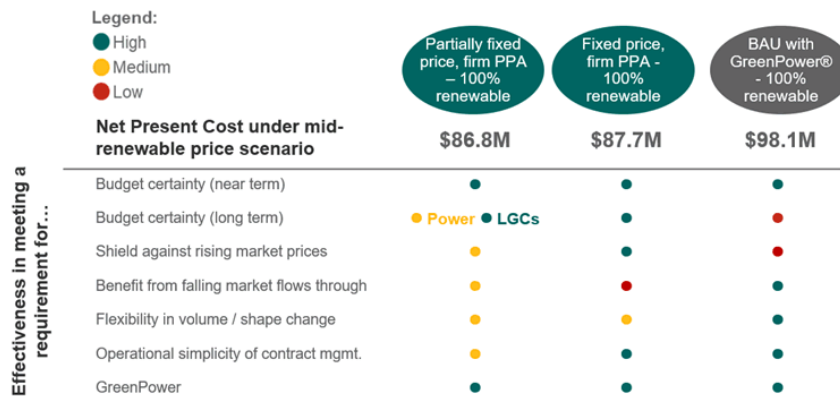 Legend:
High
Medium
Low
Partially fixed
price, firm PPA
– 100%
renewable
Fixed price,
firm PPA -
100%
renewable
BAU with
GreenPower®
- 100%
renewable
Net Present Cost under mid-
renewable price scenario
$86.8M
$87.7M
$98.1M
Effectiveness in meeting a
requirement for...
Budget certainty (near term)
Budget certainty (long term)
Power
LGCs
Shield against rising market prices
Benefit from falling market flows through
Flexibility in volume / shape change
Operational simplicity of contract mgmt.
GreenPower